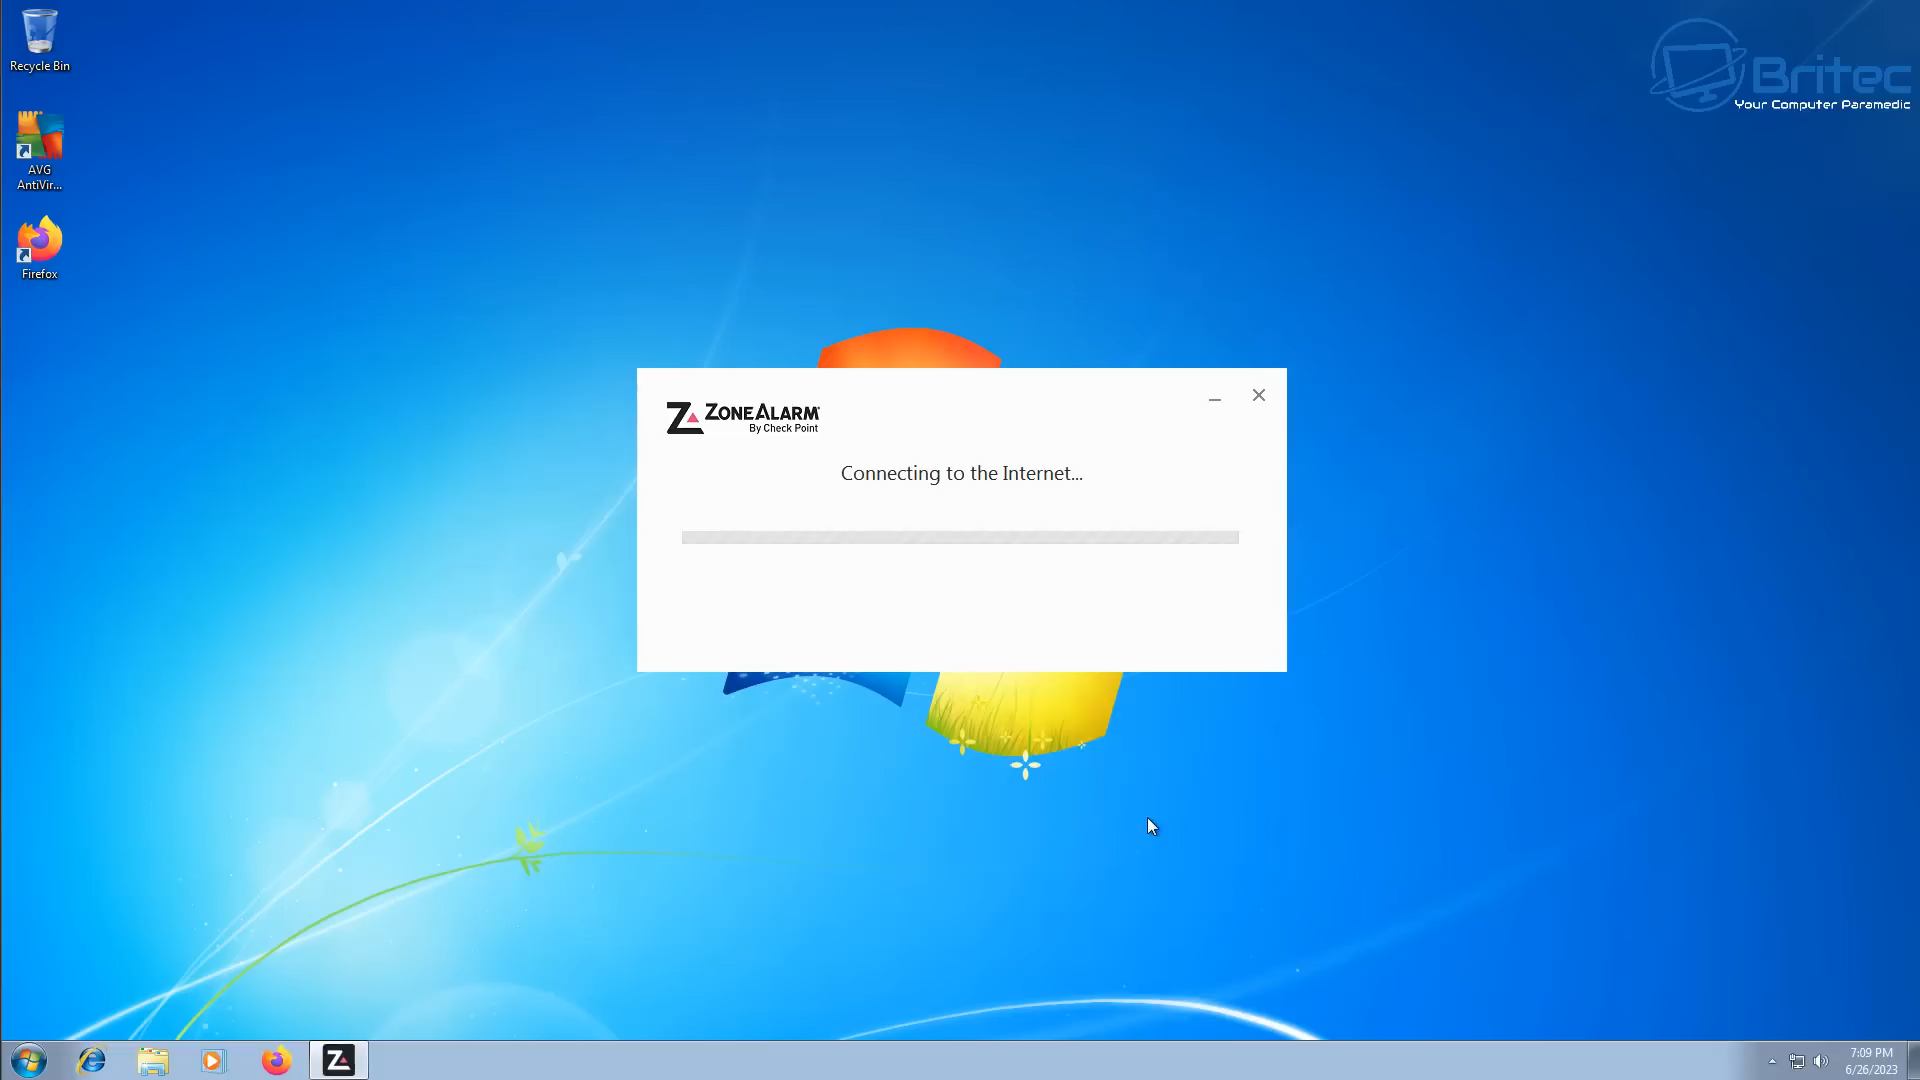 Recycle Bin
AVG
AntiVir...
Firefox
Britec
Your Computer Paramedic
ZONEALARM
By Check Point
Connecting to the Internet...
7:09 PM
6/26/2023